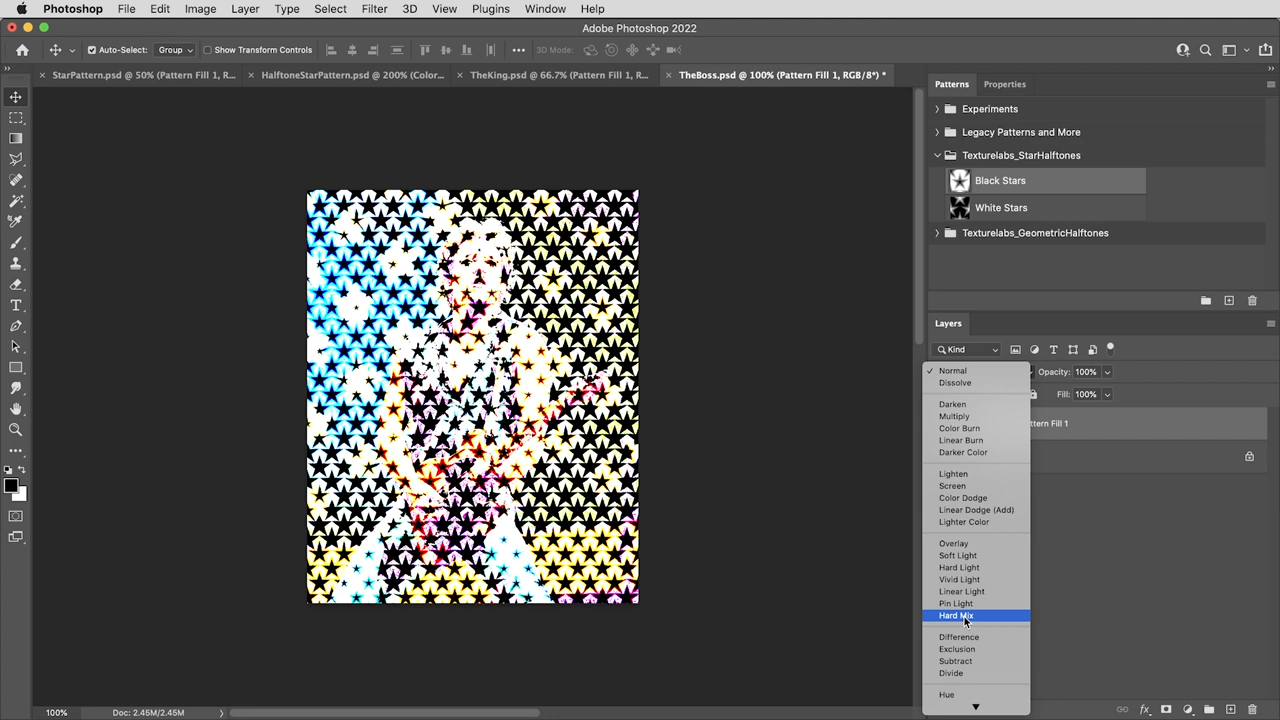 Photoshop File Edit Image Layer Type Select Filter 3D View Plugins Window Help
Adobe Photoshop 2022
Auto-Select: Group Show Transform Controls 3D Mode:
StarPattern.psd @ 50% (Pattern Fill 1, R... HalftoneStarPattern.psd @ 200% (Color... TheKing.psd @ 66.7% (Pattern Fill 1, R... TheBoss.psd @ 100% (Pattern Fill 1, RGB/8*) *
Patterns Properties
Experiments
Legacy Patterns and More
Texturelabs_StarHalftones
Black Stars
White Stars
Texturelabs_GeometricHalftones
Layers
Kind
Normal Opacity: 100%
Dissolve
Fill: 100%
Darken
Multiply
ttern Fill 1
Color Burn
Linear Burn
Darker Color
Lighten
Screen
Color Dodge
Linear Dodge (Add)
Lighter Color
Overlay
Soft Light
Hard Light
Vivid Light
Linear Light
Pin Light
Hard Mix
Difference
Exclusion
Subtract
Divide
Hue
100% Doc: 2.45M/2.45M